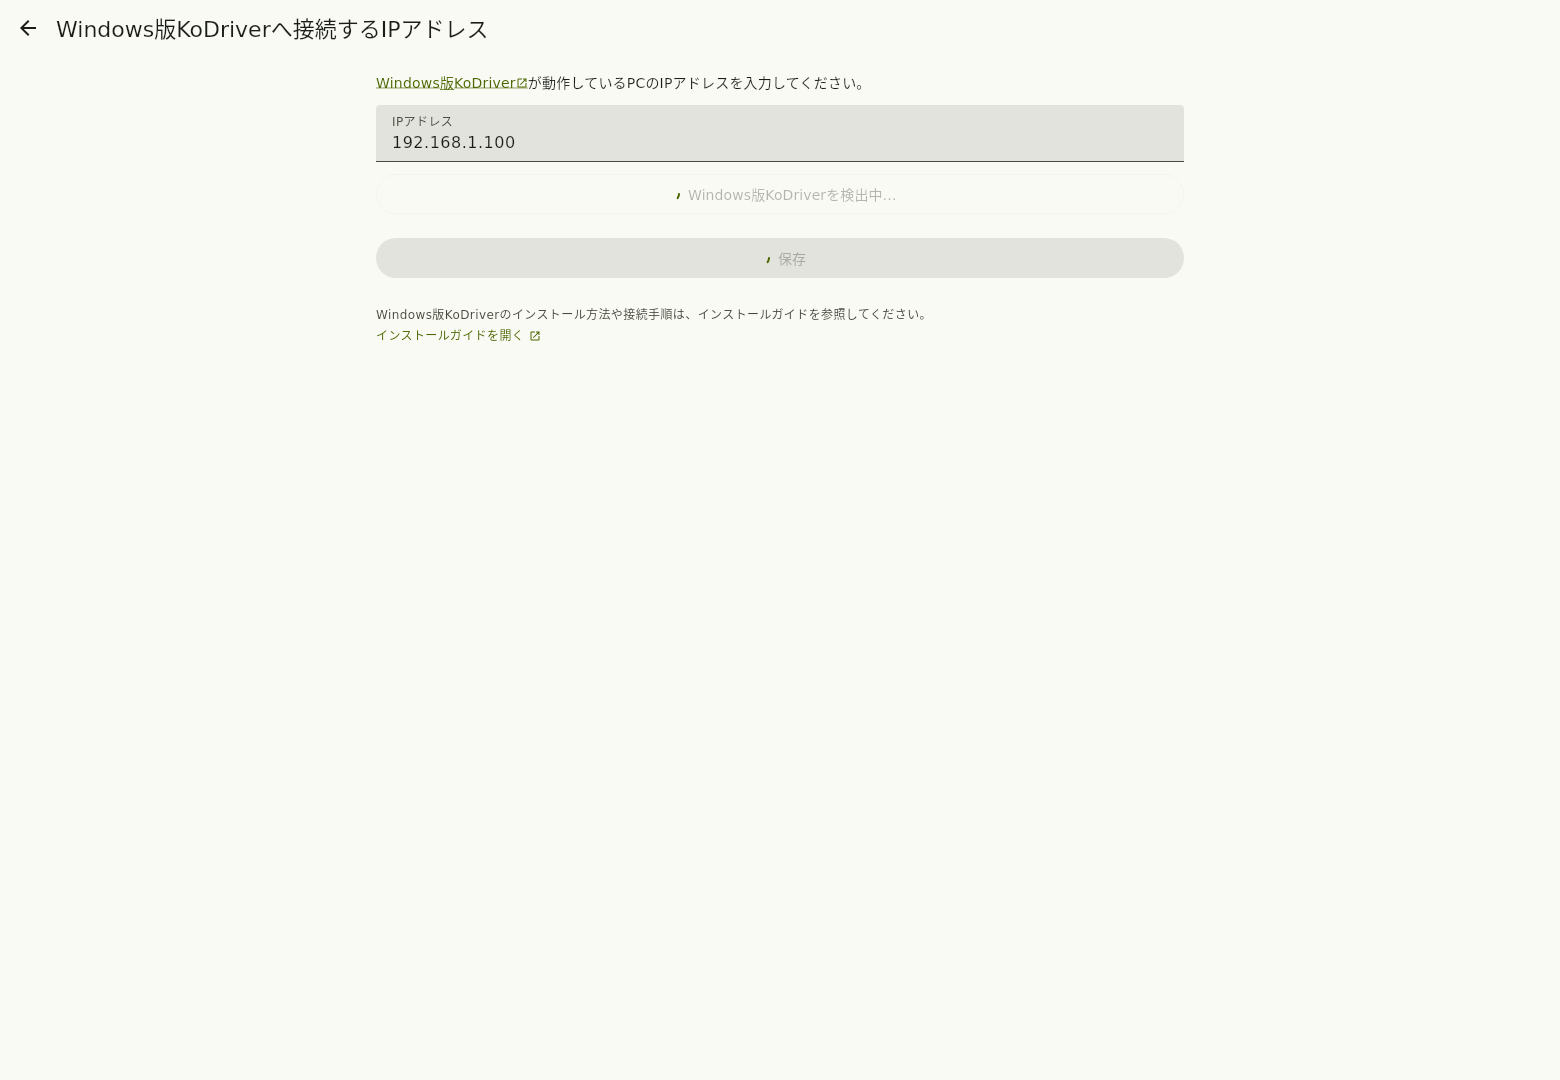 Windows版KoDriverへ接続するIPアドレス
Windows版KoDriverが動作しているPCのIPアドレスを入力してください。
IPアドレス
192.168.1.100
Windows版KoDriverを検出中...
保存
Windows版KoDriverのインストール方法や接続手順は、インストールガイドを参照してください。
インストールガイドを開く